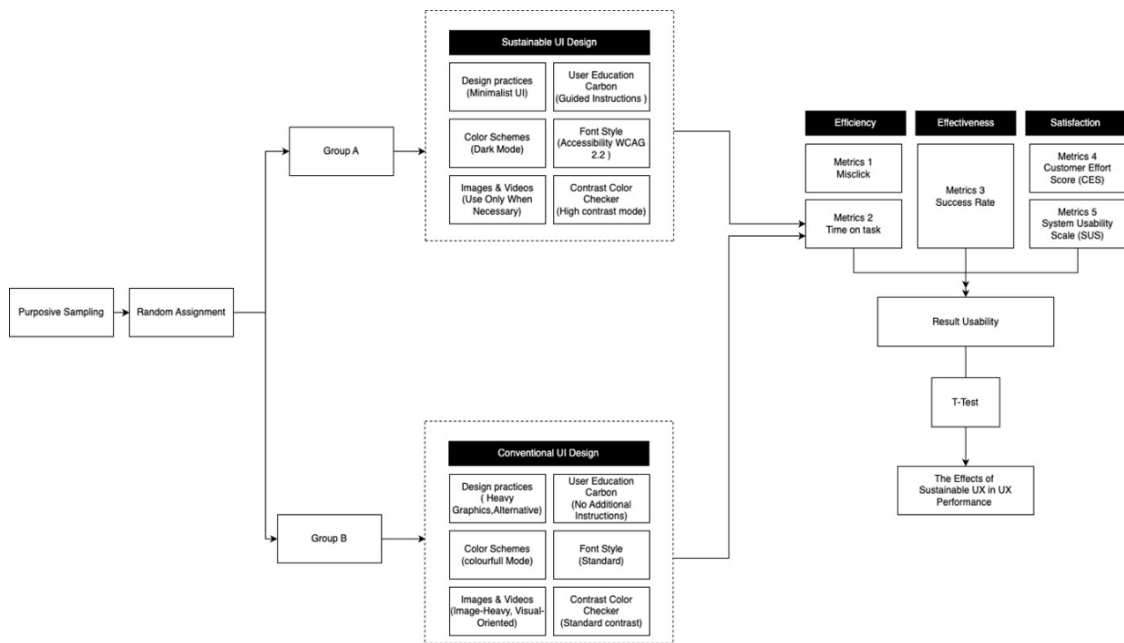 Purposive Sampling
Random Assignment
Group A
Sustainable UI Design
Design practices
(Minimalist UI)
User Education
Carbon
(Guided Instructions )
Color Schemes
(Dark Mode)
Font Style
(Accessibility WCAG
2.2 )
Images & Videos
(Use Only When
Necessary)
Contrast Color
Checker
(High contrast mode)
Group B
Conventional UI Design
Design practices
( Heavy
Graphics,Alternative)
User Education
Carbon
(No Additional
Instructions)
Color Schemes
(colourfull Mode)
Font Style
(Standard)
Images & Videos
(Image-Heavy, Visual-
Oriented)
Contrast Color
Checker
(Standard contrast)
Efficiency
Effectiveness
Satisfaction
Metrics 1
Misclick
Metrics 2
Time on task
Metrics 3
Success Rate
Metrics 4
Customer Effort
Score (CES)
Metrics 5
System Usability
Scale (SUS)
Result Usability
T-Test
The Effects of
Sustainable UX in UX
Performance